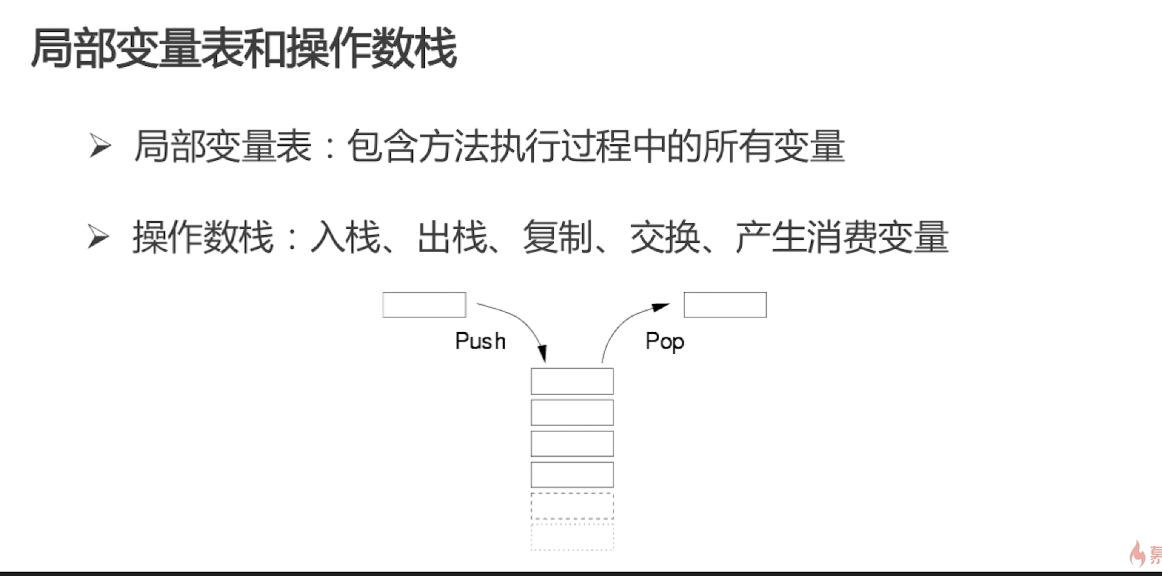 局部变量表和操作数栈
局部变量表：包含方法执行过程中的所有变量
操作数栈：入栈、出栈、复制、交换、产生消费变量
Push
Pop